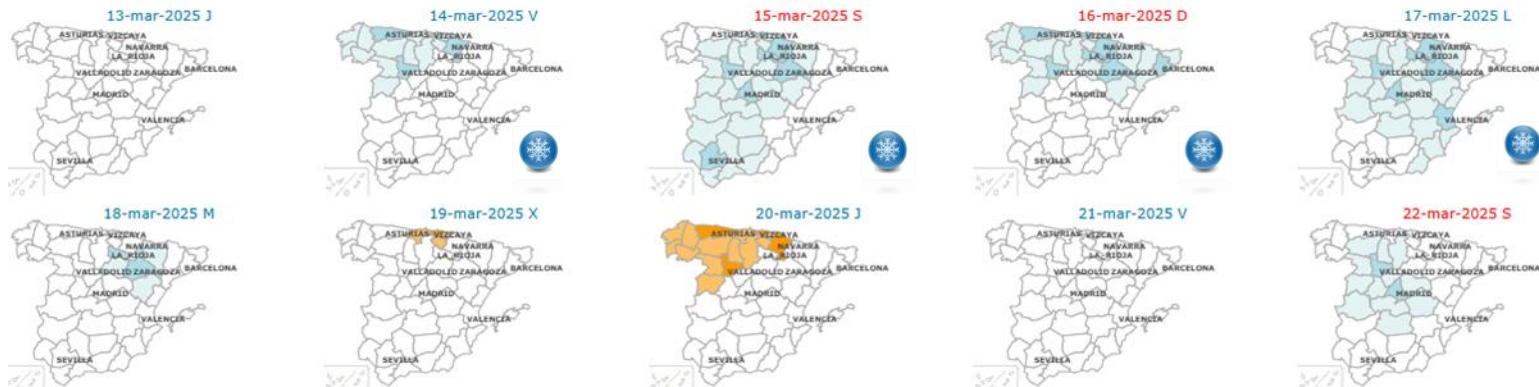 13-mar-2025 J
ASTURIAS VIZCAYA
NAVARRA
LA_RIOJA
BARCELONA
VALLADOLID ZARAGOZA
MADRID
VALENCIA
SEVILLA
14-mar-2025 V
ASTURIAS VIZCAYA
NAVARRA
LA_RIOJA
BARCELONA
VALLADOLID ZARAGOZA
MADRID
VALENCIA
SEVILLA
15-mar-2025 S
ASTURIAS VIZCAYA
NAVARRA
LA_RIOJA
BARCELONA
VALLADOLID ZARAGOZA
MADRID
VALENCIA
SEVILLA
16-mar-2025 D
ASTURIAS VIZCAYA
NAVARRA
LA_RIOJA
BARCELONA
VALLADOLID ZARAGOZA
MADRID
VALENCIA
SEVILLA
17-mar-2025 L
ASTURIAS VIZCAYA
NAVARRA
LA_RIOJA
BARCELONA
VALLADOLID ZARAGOZA
MADRID
VALENCIA
SEVILLA
18-mar-2025 M
ASTURIAS VIZCAYA
NAVARRA
LA_RIOJA
BARCELONA
VALLADOLID ZARAGOZA
MADRID
VALENCIA
SEVILLA
19-mar-2025 X
ASTURIAS VIZCAYA
NAVARRA
LA_RIOJA
BARCELONA
VALLADOLID ZARAGOZA
MADRID
VALENCIA
SEVILLA
20-mar-2025 J
ASTURIAS VIZCAYA
NAVARRA
LA_RIOJA
BARCELONA
VALLADOLID ZARAGOZA
MADRID
VALENCIA
SEVILLA
21-mar-2025 V
ASTURIAS VIZCAYA
NAVARRA
LA_RIOJA
BARCELONA
VALLADOLID ZARAGOZA
MADRID
VALENCIA
SEVILLA
22-mar-2025 S
ASTURIAS VIZCAYA
NAVARRA
LA_RIOJA
BARCELONA
VALLADOLID ZARAGOZA
MADRID
VALENCIA
SEVILLA